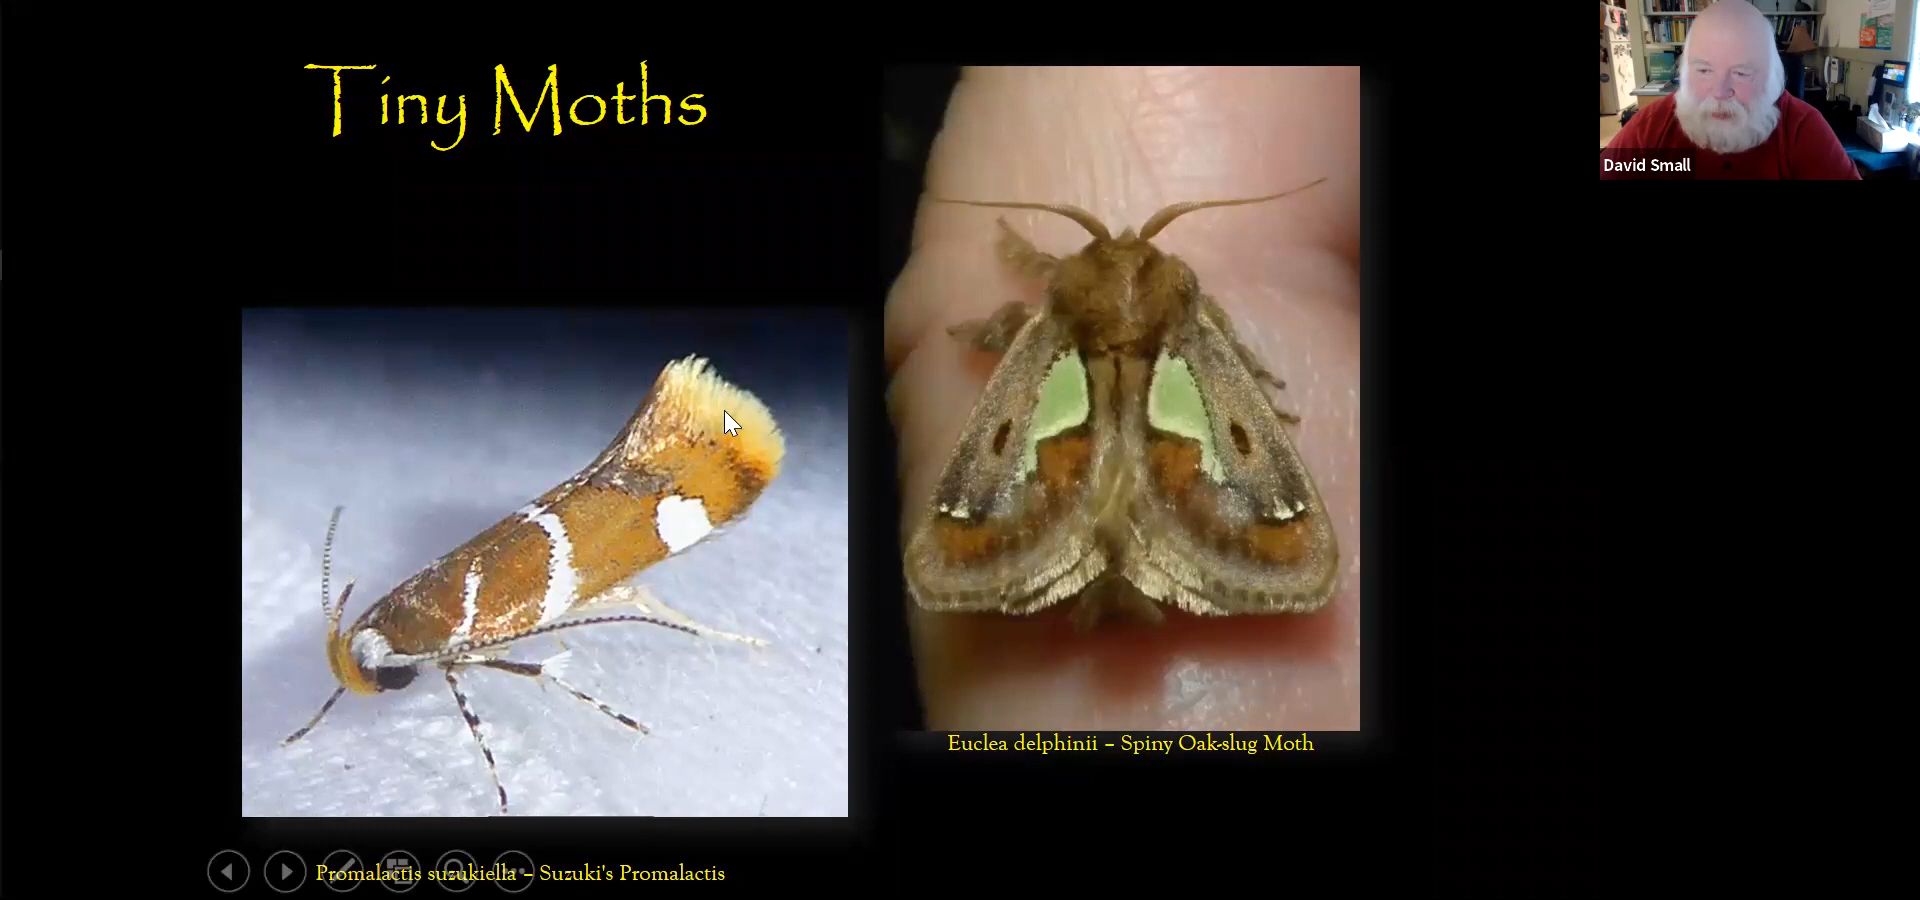 Tiny Moths
David Small
Euclea delphinii – Spiny Oak-slug Moth
Promalactis suzukiella – Suzuki's Promalactis